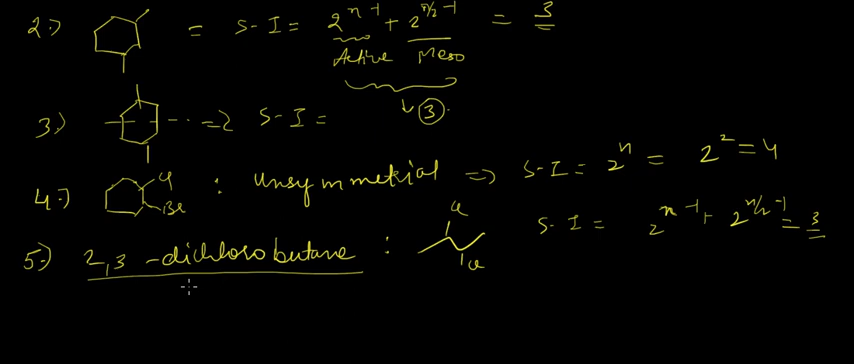 2.) = S-I = 2^(n-1) + 2^(n/2-1) = 3
Active Meso
3
3.) => S-I =
4.) Cl Br : Unsymmetrial => S-I = 2^n = 2^2 = 4
5.) 2,3-dichlorobutane : Cl Cl S-I = 2^(n-1) + 2^(n/2-1) = 3